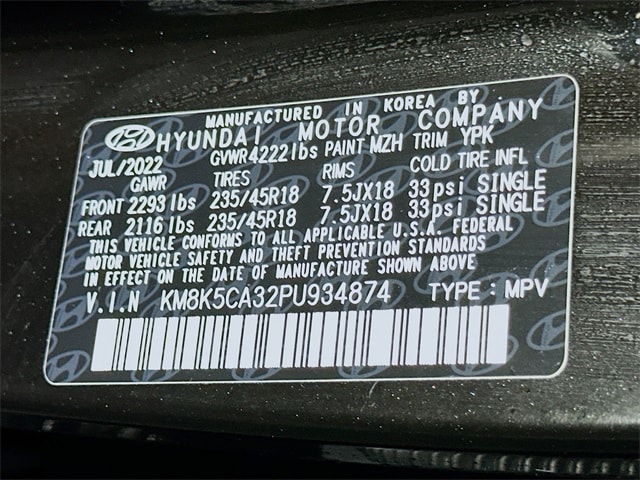 MANUFACTURED IN KOREA BY
HYUNDAI MOTOR COMPANY
JUL/2022 GVWR4222lbs PAINT MZH TRIM YPK
GAWR TIRES RIMS COLD TIRE INFL
FRONT 2293 lbs 235/45R18 7.5JX18 33psi SINGLE
REAR 2116 lbs 235/45R18 7.5JX18 33psi SINGLE
THIS VEHICLE CONFORMS TO ALL APPLICABLE U.S.A. FEDERAL
MOTOR VEHICLE SAFETY AND THEFT PREVENTION STANDARDS
IN EFFECT ON THE DATE OF MANUFACTURE SHOWN ABOVE
V.I.N KM8K5CA32PU934874 TYPE : MPV